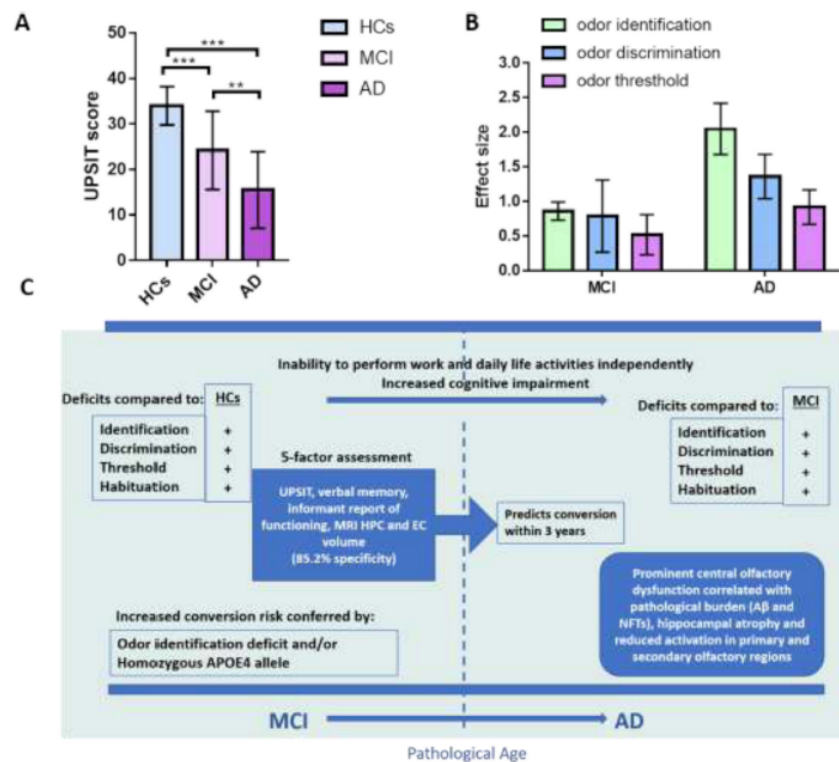 A
UPSIT score
50
40
30
20
10
0
***
***
**
HCs
MCI
AD
HCs
MCI
AD
B
odor identification
odor discrimination
odor thresthold
Effect size
3.0
2.5
2.0
1.5
1.0
0.5
0.0
MCI
AD
C
Inability to perform work and daily life activities independently
Increased cognitive impairment
Deficits compared to:
HCs
Identification +
Discrimination +
Threshold +
Habituation +
5-factor assessment
UPSIT, verbal memory,
informant report of
functioning, MRI HPC and EC
volume
(85.2% specificity)
Predicts conversion
within 3 years
Deficits compared to:
MCI
Identification +
Discrimination +
Threshold +
Habituation +
Prominent central olfactory
dysfunction correlated with
pathological burden (Aβ and
NFTs), hippocampal atrophy and
reduced activation in primary and
secondary olfactory regions
Increased conversion risk conferred by:
Odor identification deficit and/or
Homozygous APOE4 allele
MCI
AD
Pathological Age